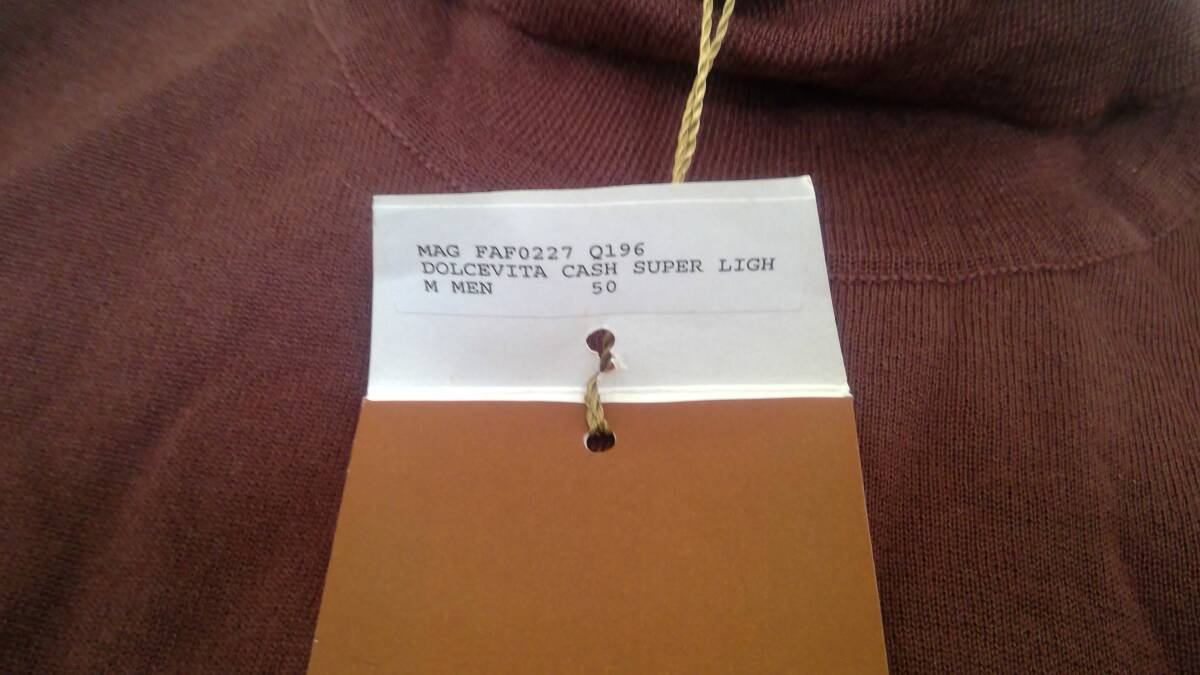 MAG FAF0227 Q196
DOLCEVITA CASH SUPER LIGH
M MEN 50